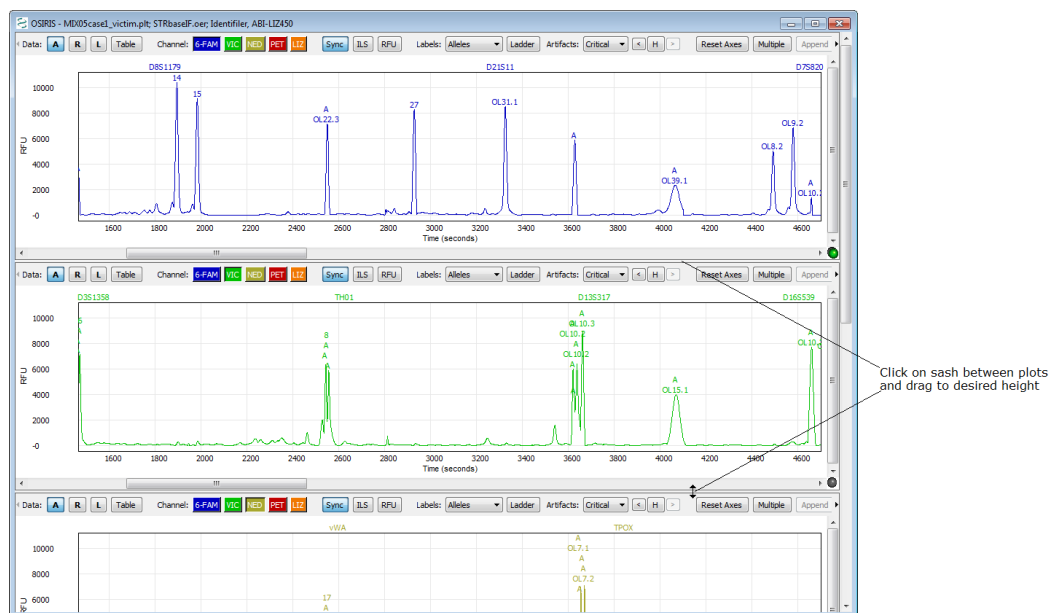 OSIRIS - MIX05case1_victim.plt; STRbaseIF.oer; Identifiler, ABI-LIZ450
Data: A R L Table Channel: 6-FAM VIC NED PET LIZ Sync ILS RFU Labels: Alleles Ladder Artifacts: Critical < H > Reset Axes Multiple Append
D8S1179 D21S11 D7S820
14
15
A
OL22.3
27
OL31.1
A
A
OL39.1
OL8.2
OL9.2
A
OL10.
RFU
10000
8000
6000
4000
2000
-0
1600 1800 2000 2200 2400 2600 2800 3000 3200 3400 3600 3800 4000 4200 4400 4600
Time (seconds)
Data: A R L Table Channel: 6-FAM VIC NED PET LIZ Sync ILS RFU Labels: Alleles Ladder Artifacts: Critical < H > Reset Axes Multiple Append
D3S1358 TH01 D13S317 D16S539
A
8
A
A
A
OL10.3
OL10.2
A
OL10.2
A
A
OL15.1
A
OL10.
RFU
10000
8000
6000
4000
2000
-0
1600 1800 2000 2200 2400 2600 2800 3000 3200 3400 3600 3800 4000 4200 4400 4600
Time (seconds)
Click on sash between plots
and drag to desired height
Data: A R L Table Channel: 6-FAM VIC NED PET LIZ Sync ILS RFU Labels: Alleles Ladder Artifacts: Critical < H > Reset Axes Multiple Append
vWA TPOX
A
OL7.1
A
A
OL7.2
A
17
A
RFU
10000
8000
6000